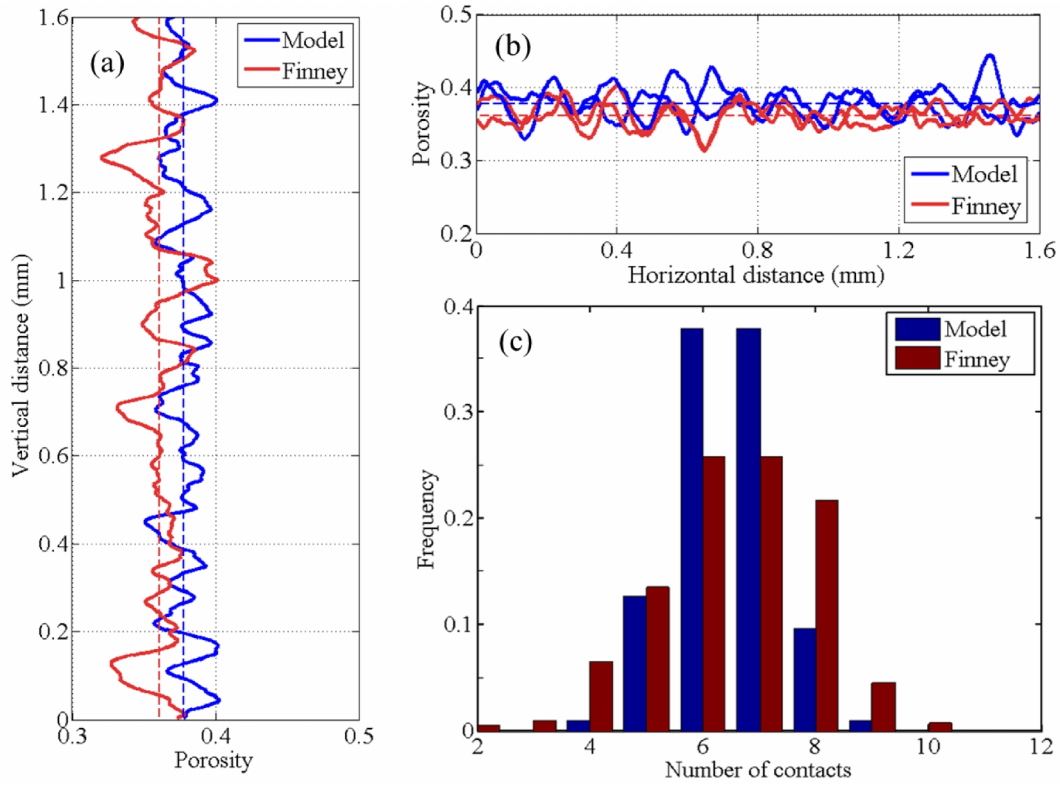 (a)
Model
Finney
1.6
1.4
1.2
1
0.8
0.6
0.4
0.2
0
0.3
0.4
0.5
Vertical distance (mm)
Porosity
(b)
0.5
0.4
0.3
0.2
Porosity
Model
Finney
0
0.4
0.8
1.2
1.6
Horizontal distance (mm)
(c)
Model
Finney
0.4
0.3
0.2
0.1
0
Frequency
2
4
6
8
10
12
Number of contacts